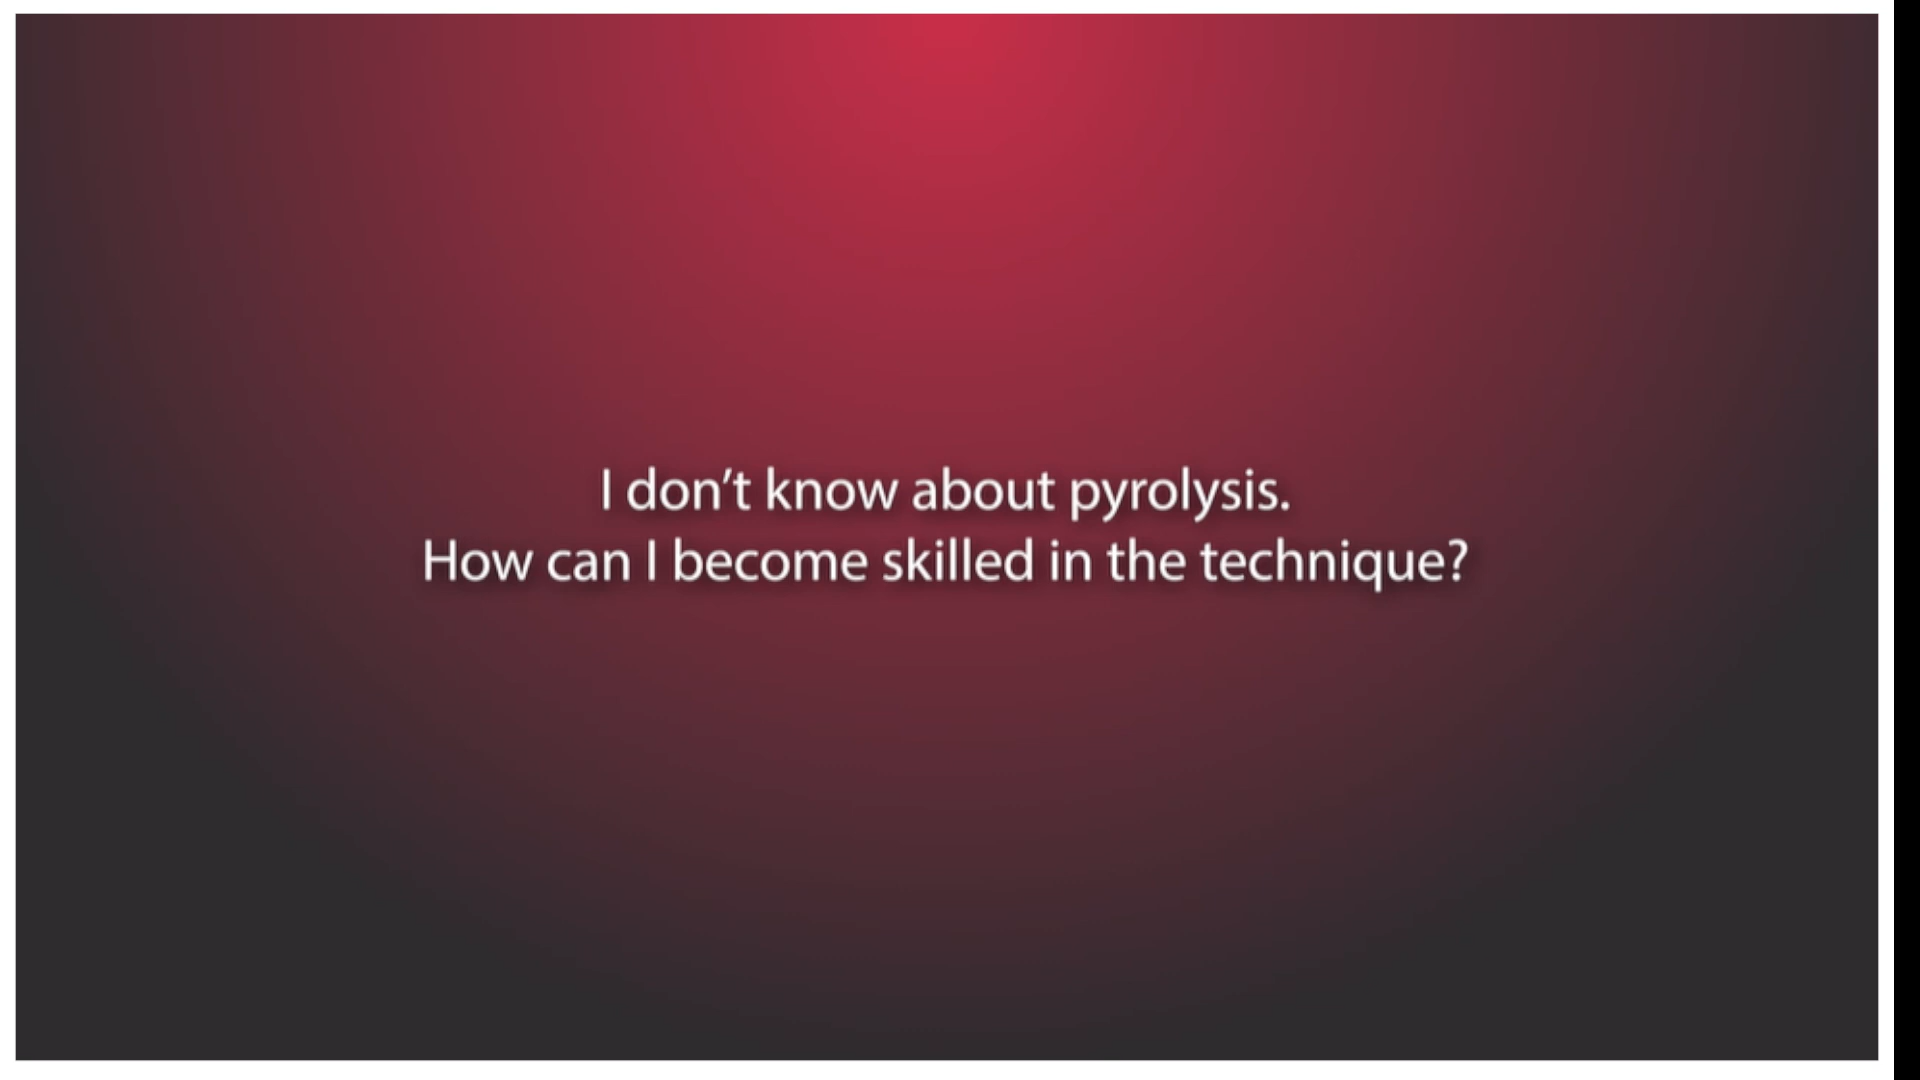 I don’t know about pyrolysis.
How can I become skilled in the technique?